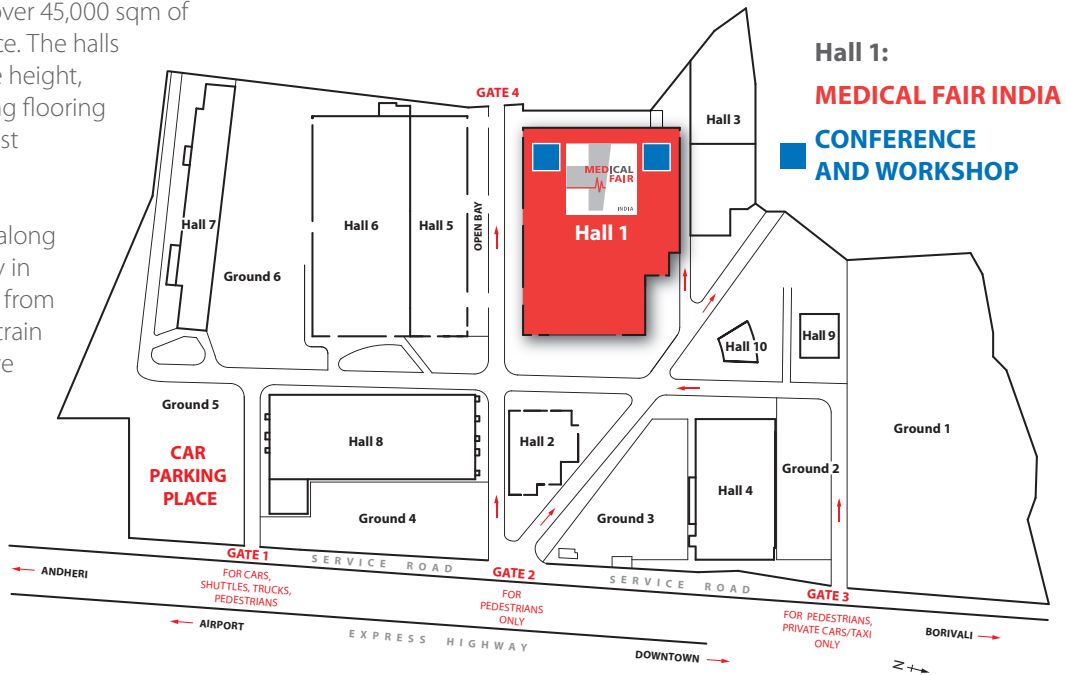 over 45,000 sqm of
ce. The halls
e height,
ng flooring
st
along
y in
from
train
ve
Hall 1:
MEDICAL FAIR INDIA
CONFERENCE
AND WORKSHOP
GATE 4
Hall 3
MEDICAL
FAIR
INDIA
Hall 1
Hall 7
Hall 6
Hall 5
OPEN BAY
Ground 6
Hall 10
Hall 9
Ground 5
CAR
PARKING
PLACE
Hall 8
Hall 2
Ground 1
Ground 2
Hall 4
Ground 4
Ground 3
GATE 1
SERVICE ROAD
GATE 2
SERVICE ROAD
GATE 3
ANDHERI
FOR CARS,
SHUTTLES, TRUCKS,
PEDESTRIANS
FOR
PEDESTRIANS
ONLY
FOR PEDESTRIANS,
PRIVATE CARS/TAXI
ONLY
AIRPORT
EXPRESS HIGHWAY
DOWNTOWN
BORIVALI
N